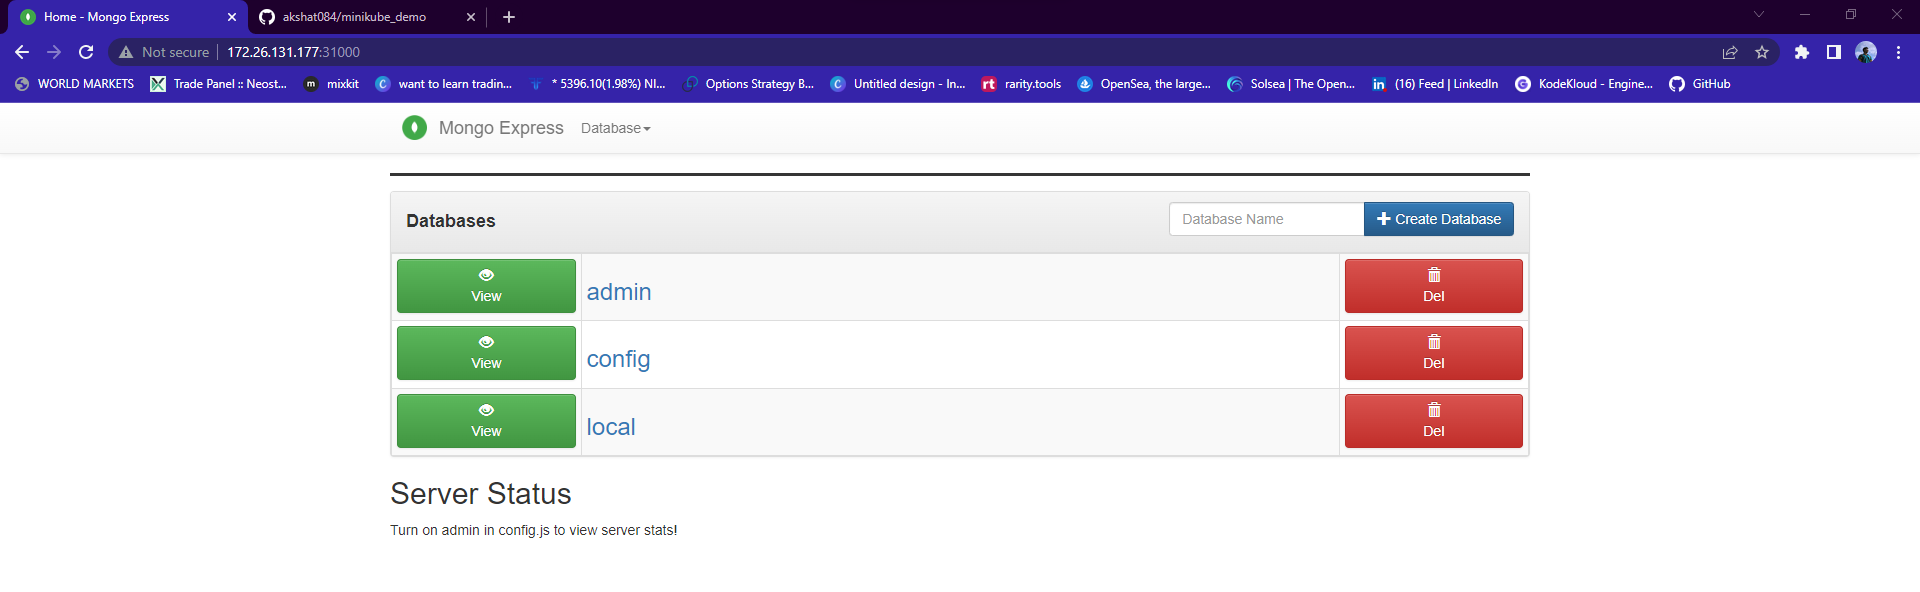 Home - Mongo Express
akshat084/minikube_demo
Not secure 172.26.131.177:31000
WORLD MARKETS Trade Panel :: Neost... mixkit want to learn tradin... * 5396.10(1.98%) NI... Options Strategy B... Untitled design - In... rarity.tools OpenSea, the large... Solsea | The Open... (16) Feed | LinkedIn KodeKloud - Engine... GitHub
Mongo Express Database
Databases Database Name Create Database
View admin Del
View config Del
View local Del
Server Status
Turn on admin in config.js to view server stats!